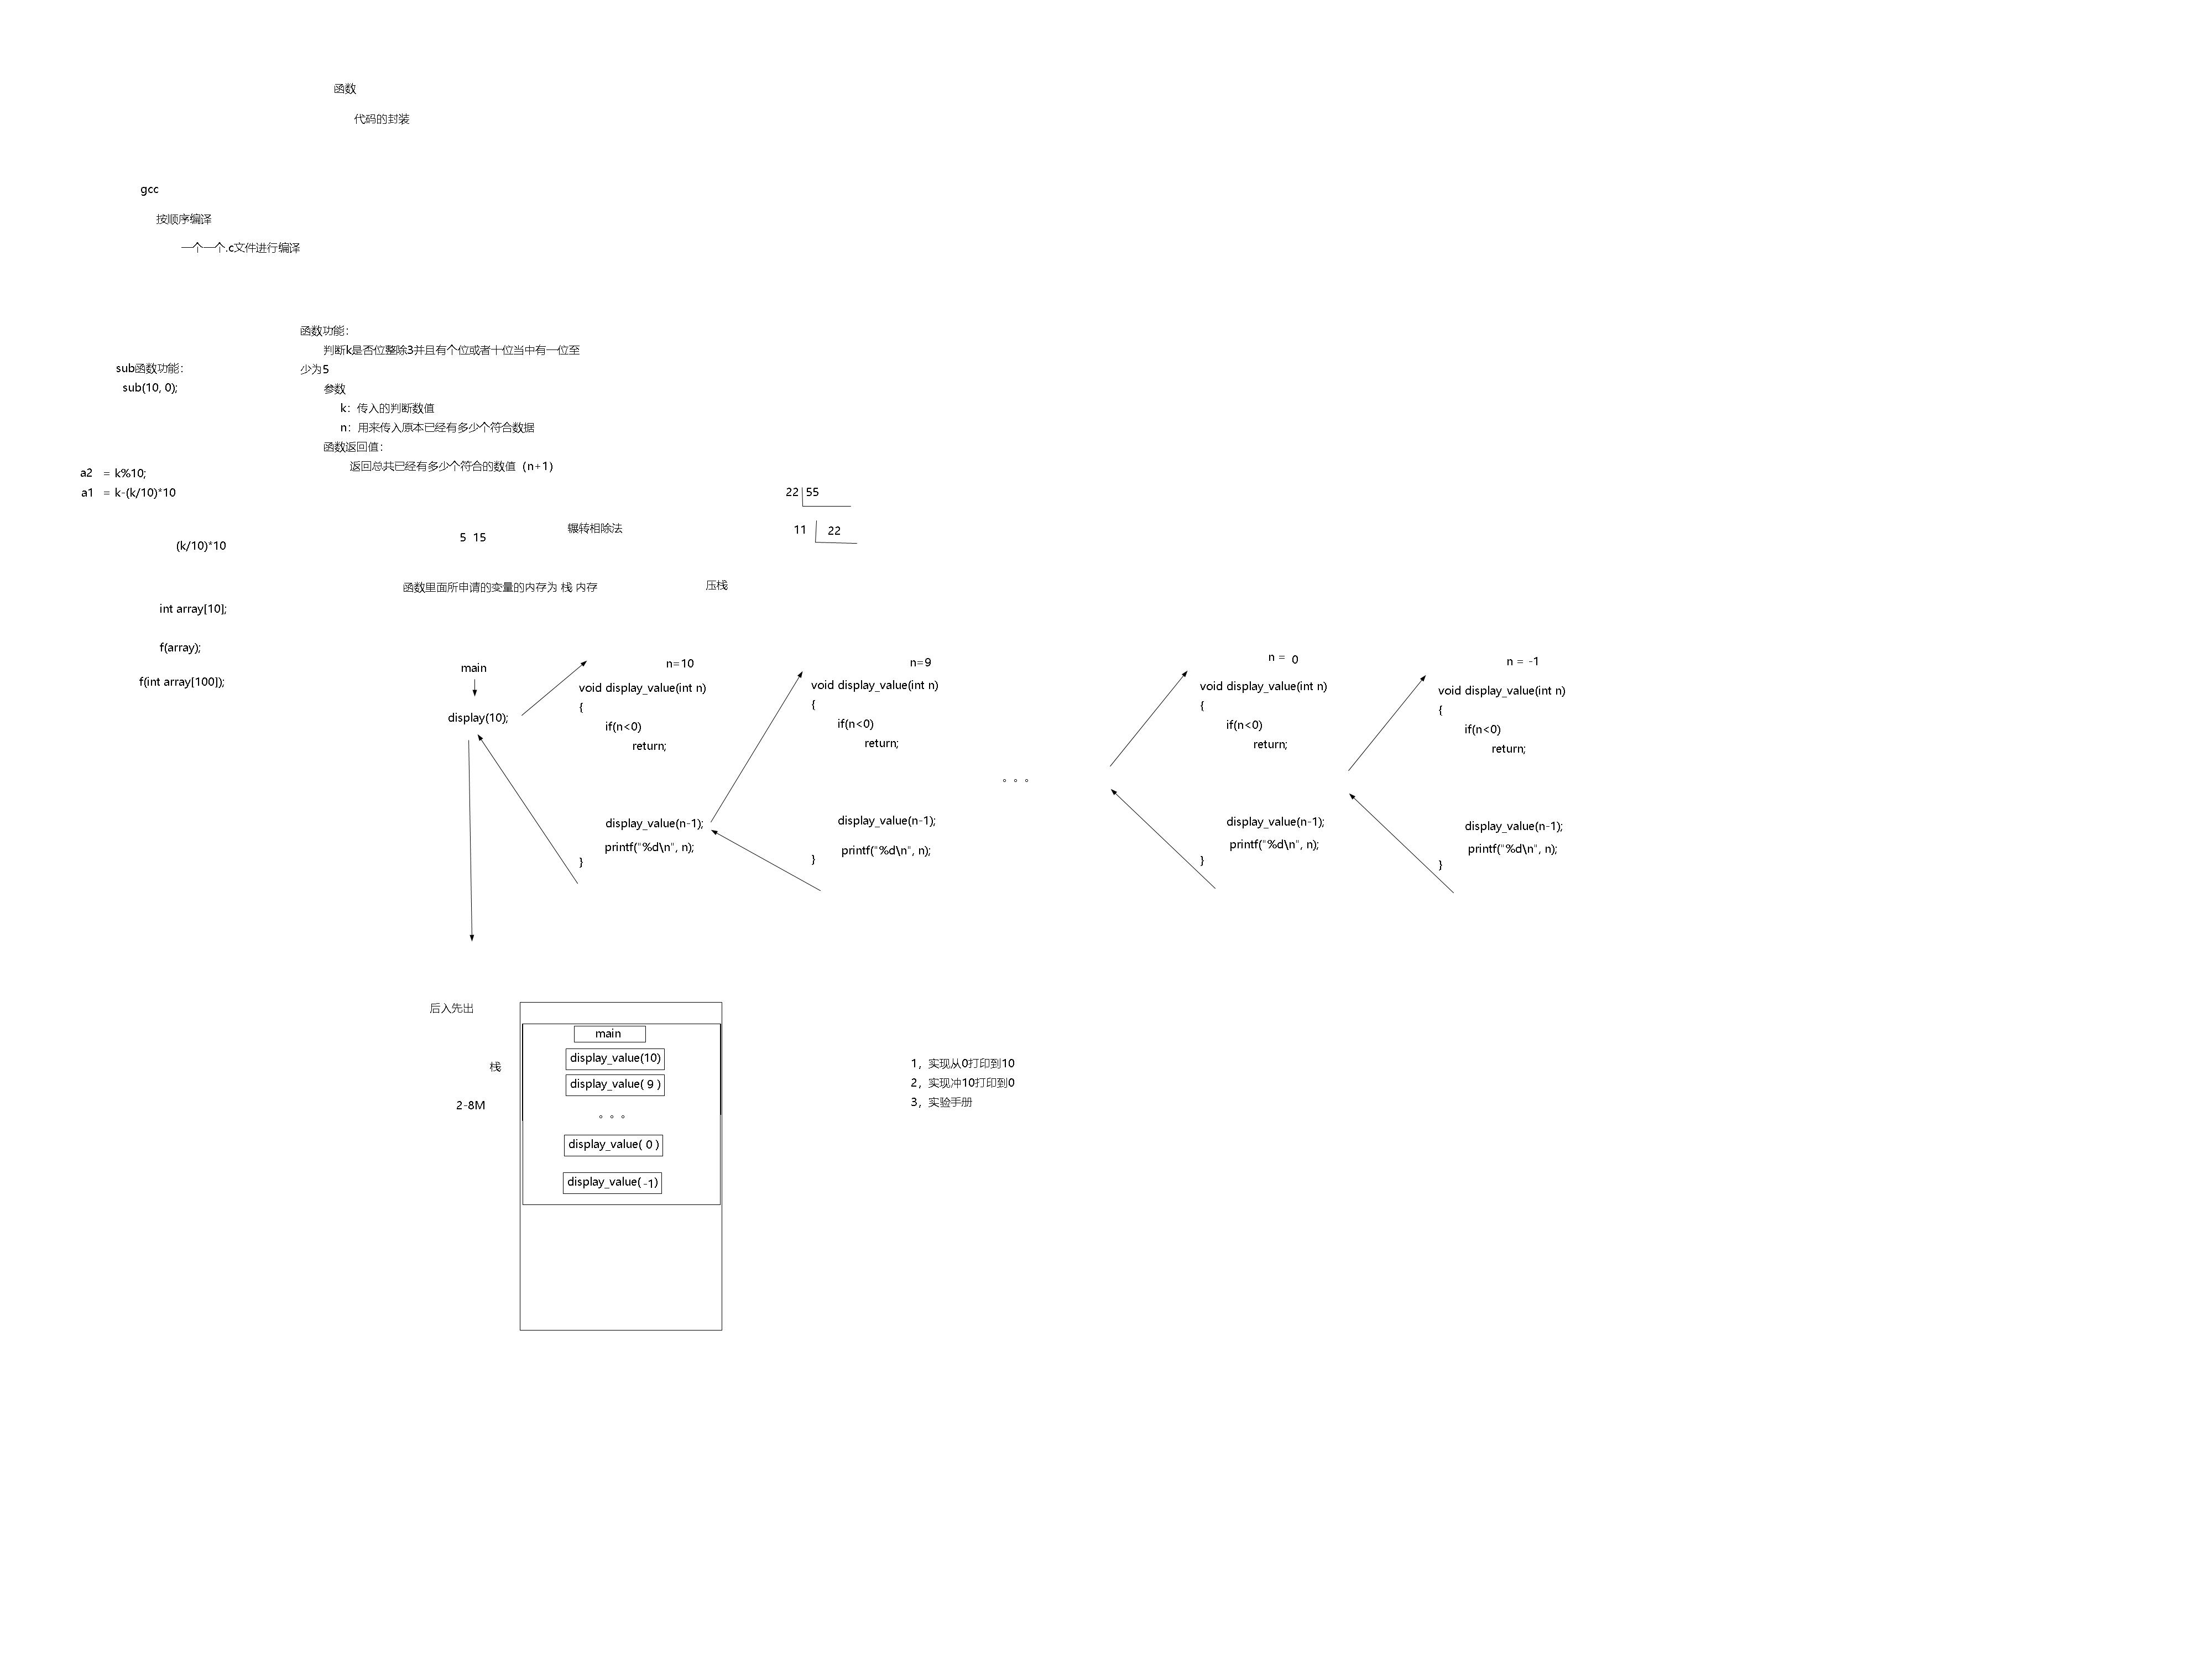 函数
代码的封装
gcc
按顺序编译
一个一个.c文件进行编译
函数功能：
判断k是否位整除3并且有个位或者十位当中有一位至
少为5
参数
k：传入的判断数值
n：用来传入原本已经有多少个符合数据
函数返回值：
返回总共已经有多少个符合的数值（n+1）
sub函数功能：
sub(10, 0);
a2 = k%10;
a1 = k-(k/10)*10
(k/10)*10
int array[10];
f(array);
f(int array[100]);
5 15
辗转相除法
22 55
11 22
函数里面所申请的变量的内存为 栈 内存
压栈
main
display(10);
n=10
void display_value(int n)
{
if(n<0)
return;
display_value(n-1);
printf("%d\n", n);
}
n=9
void display_value(int n)
{
if(n<0)
return;
display_value(n-1);
printf("%d\n", n);
}
。。。
n = 0
void display_value(int n)
{
if(n<0)
return;
display_value(n-1);
printf("%d\n", n);
}
n = -1
void display_value(int n)
{
if(n<0)
return;
display_value(n-1);
printf("%d\n", n);
}
后入先出
栈
2-8M
main
display_value(10)
display_value( 9 )
。。。
display_value( 0 )
display_value( -1)
1，实现从0打印到10
2，实现冲10打印到0
3，实验手册